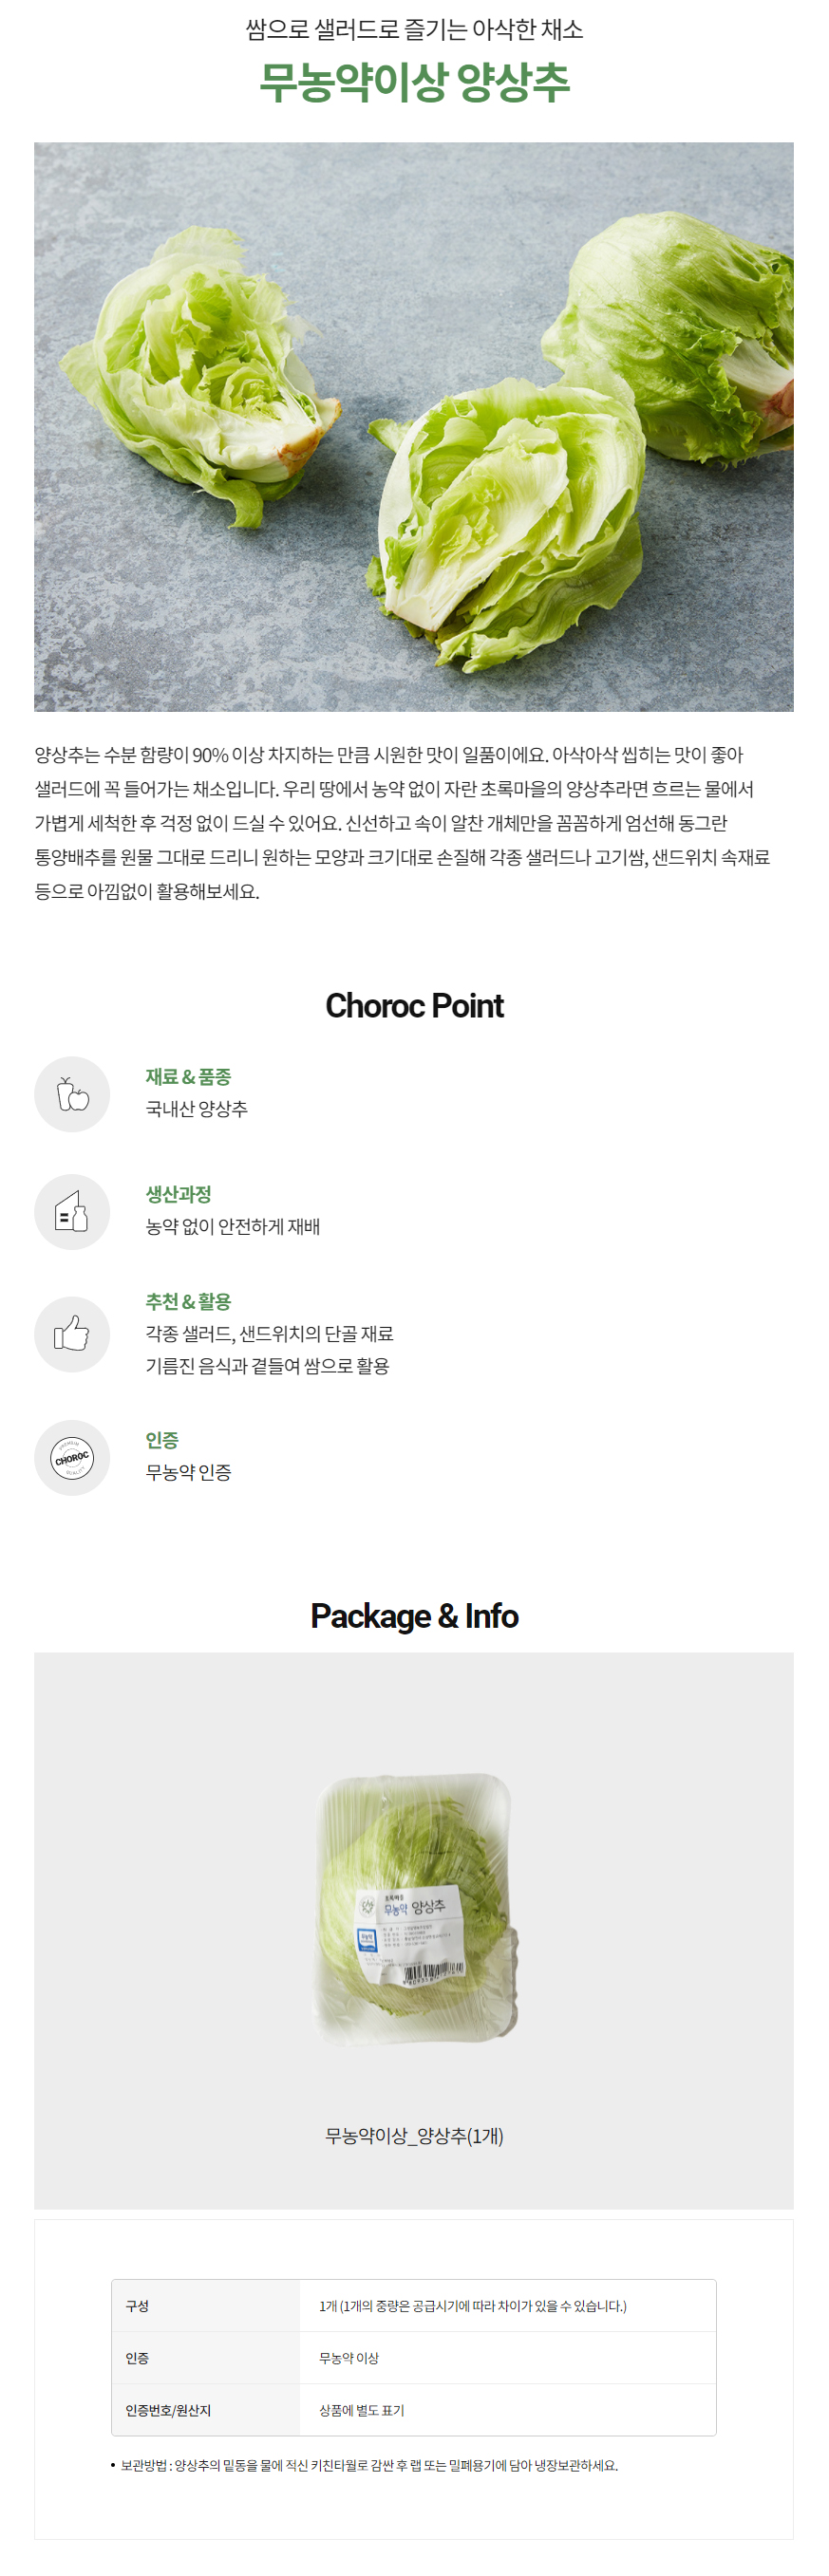 쌈으로 샐러드로 즐기는 아삭한 채소
무농약이상 양상추
양상추는 수분 함량이 90% 이상 차지하는 만큼 시원한 맛이 일품이에요. 아삭아삭 씹히는 맛이 좋아
샐러드에 꼭 들어가는 채소입니다. 우리 땅에서 농약 없이 자란 초록마을의 양상추라면 흐르는 물에서
가볍게 세척한 후 걱정 없이 드실 수 있어요. 신선하고 속이 알찬 개체만을 꼼꼼하게 엄선해 동그란
통양배추를 원물 그대로 드리니 원하는 모양과 크기대로 손질해 각종 샐러드나 고기쌈, 샌드위치 속재료
등으로 아낌없이 활용해보세요.
Choroc Point
재료 & 품종
국내산 양상추
생산과정
농약 없이 안전하게 재배
추천 & 활용
각종 샐러드, 샌드위치의 단골 재료
기름진 음식과 곁들여 쌈으로 활용
PREMIUM
CHOROC
QUALITY
인증
무농약 인증
Package & Info
초록마을
무농약 양상추
무농약이상_양상추(1개)
구성 1개 (1개의 중량은 공급시기에 따라 차이가 있을 수 있습니다.)
인증 무농약 이상
인증번호/원산지 상품에 별도 표기
• 보관방법 : 양상추의 밑동을 물에 적신 키친타월로 감싼 후 랩 또는 밀폐용기에 담아 냉장보관하세요.